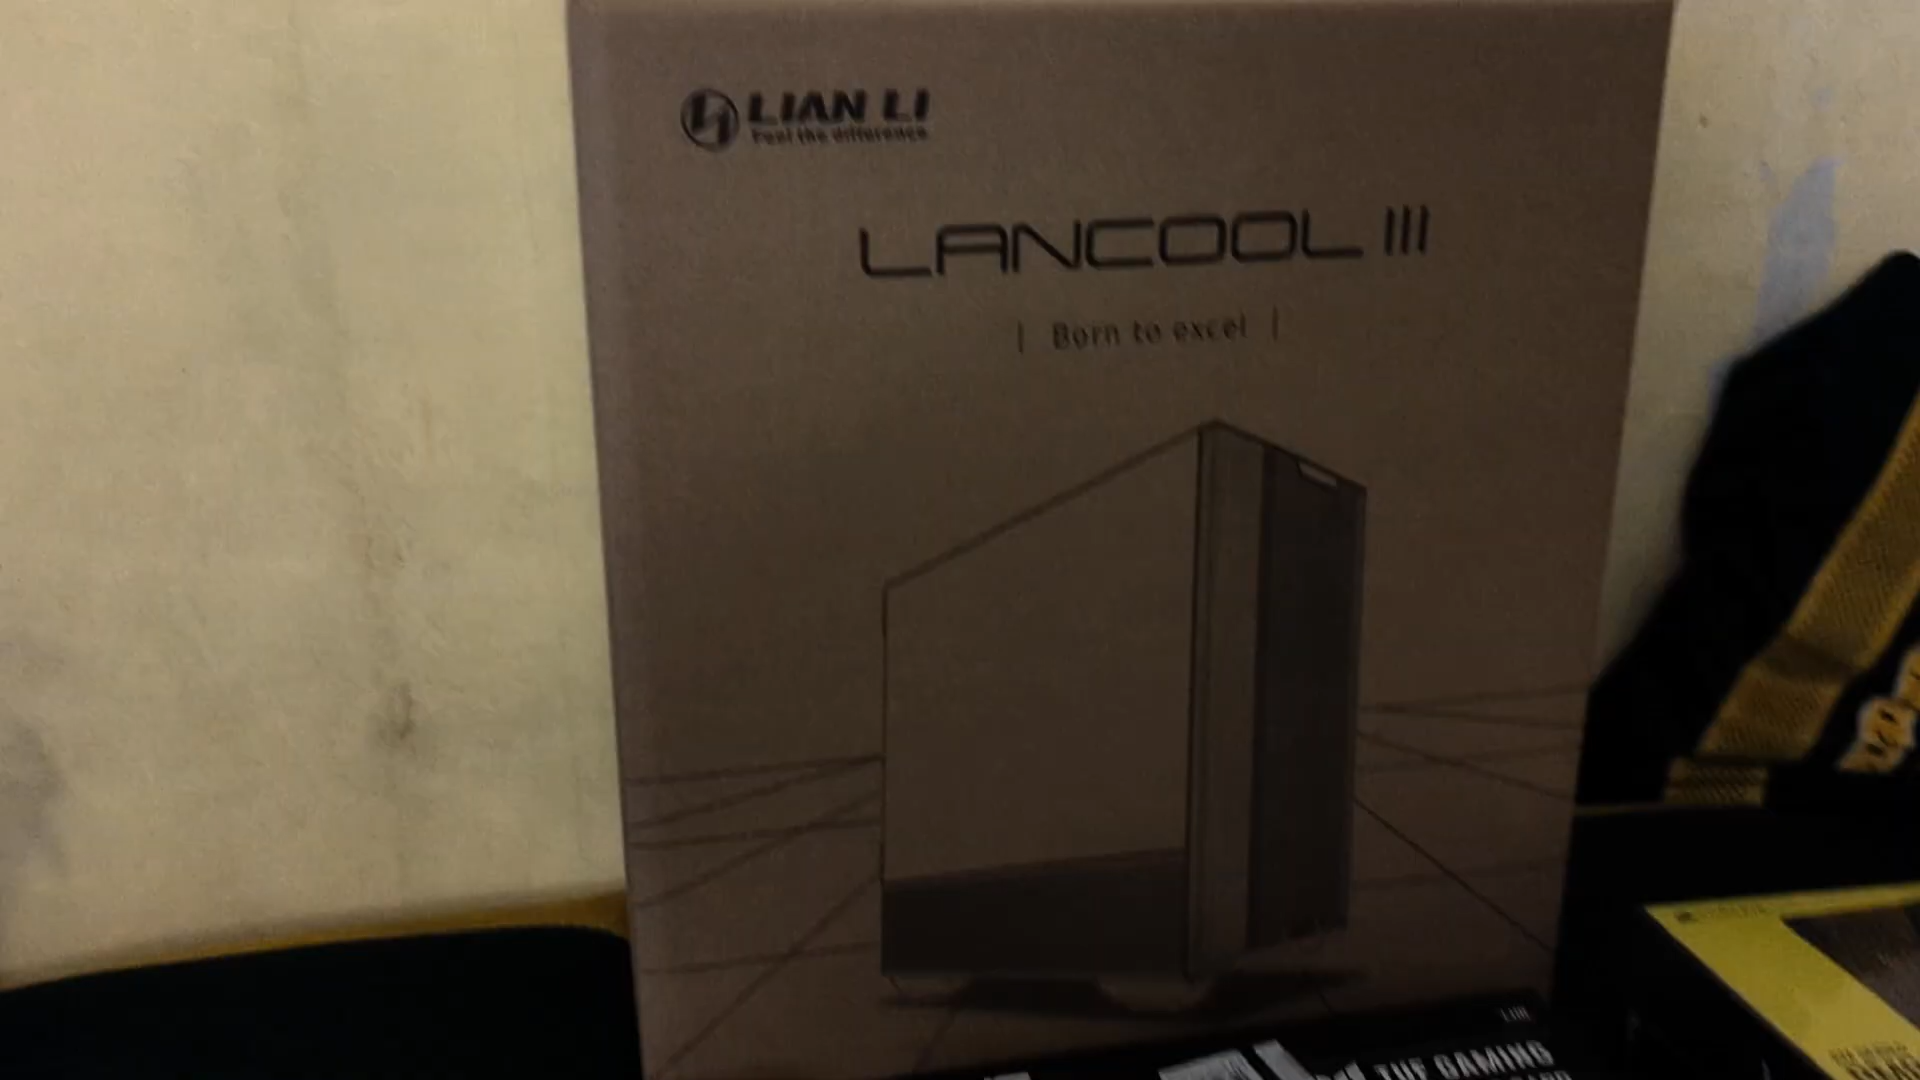 LIAN LI
Feel the difference
LANCOOL III
| Born to excel |
TUF GAMING